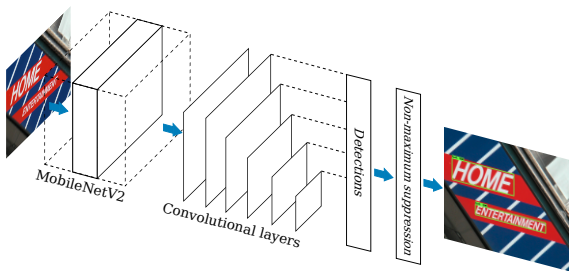 HOME
ENTERTAINMENT
MobileNetV2
Convolutional layers
Detections
Non-maximum suppression
HOME
ENTERTAINMENT